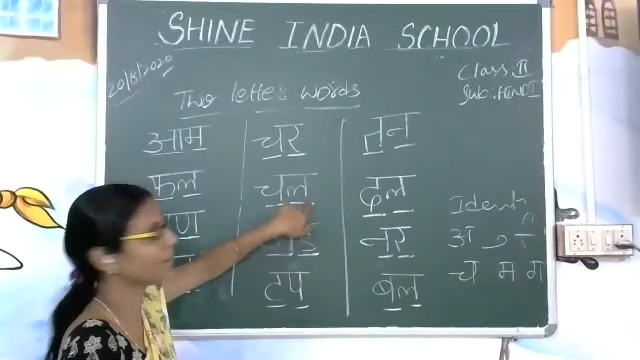 SHINE INDIA SCHOOL
20/8/2020
Class: II
Sub: HINDI
Two letter words
आम चर तन
फल चल दल
नर
टप बल
Identi
च म ग